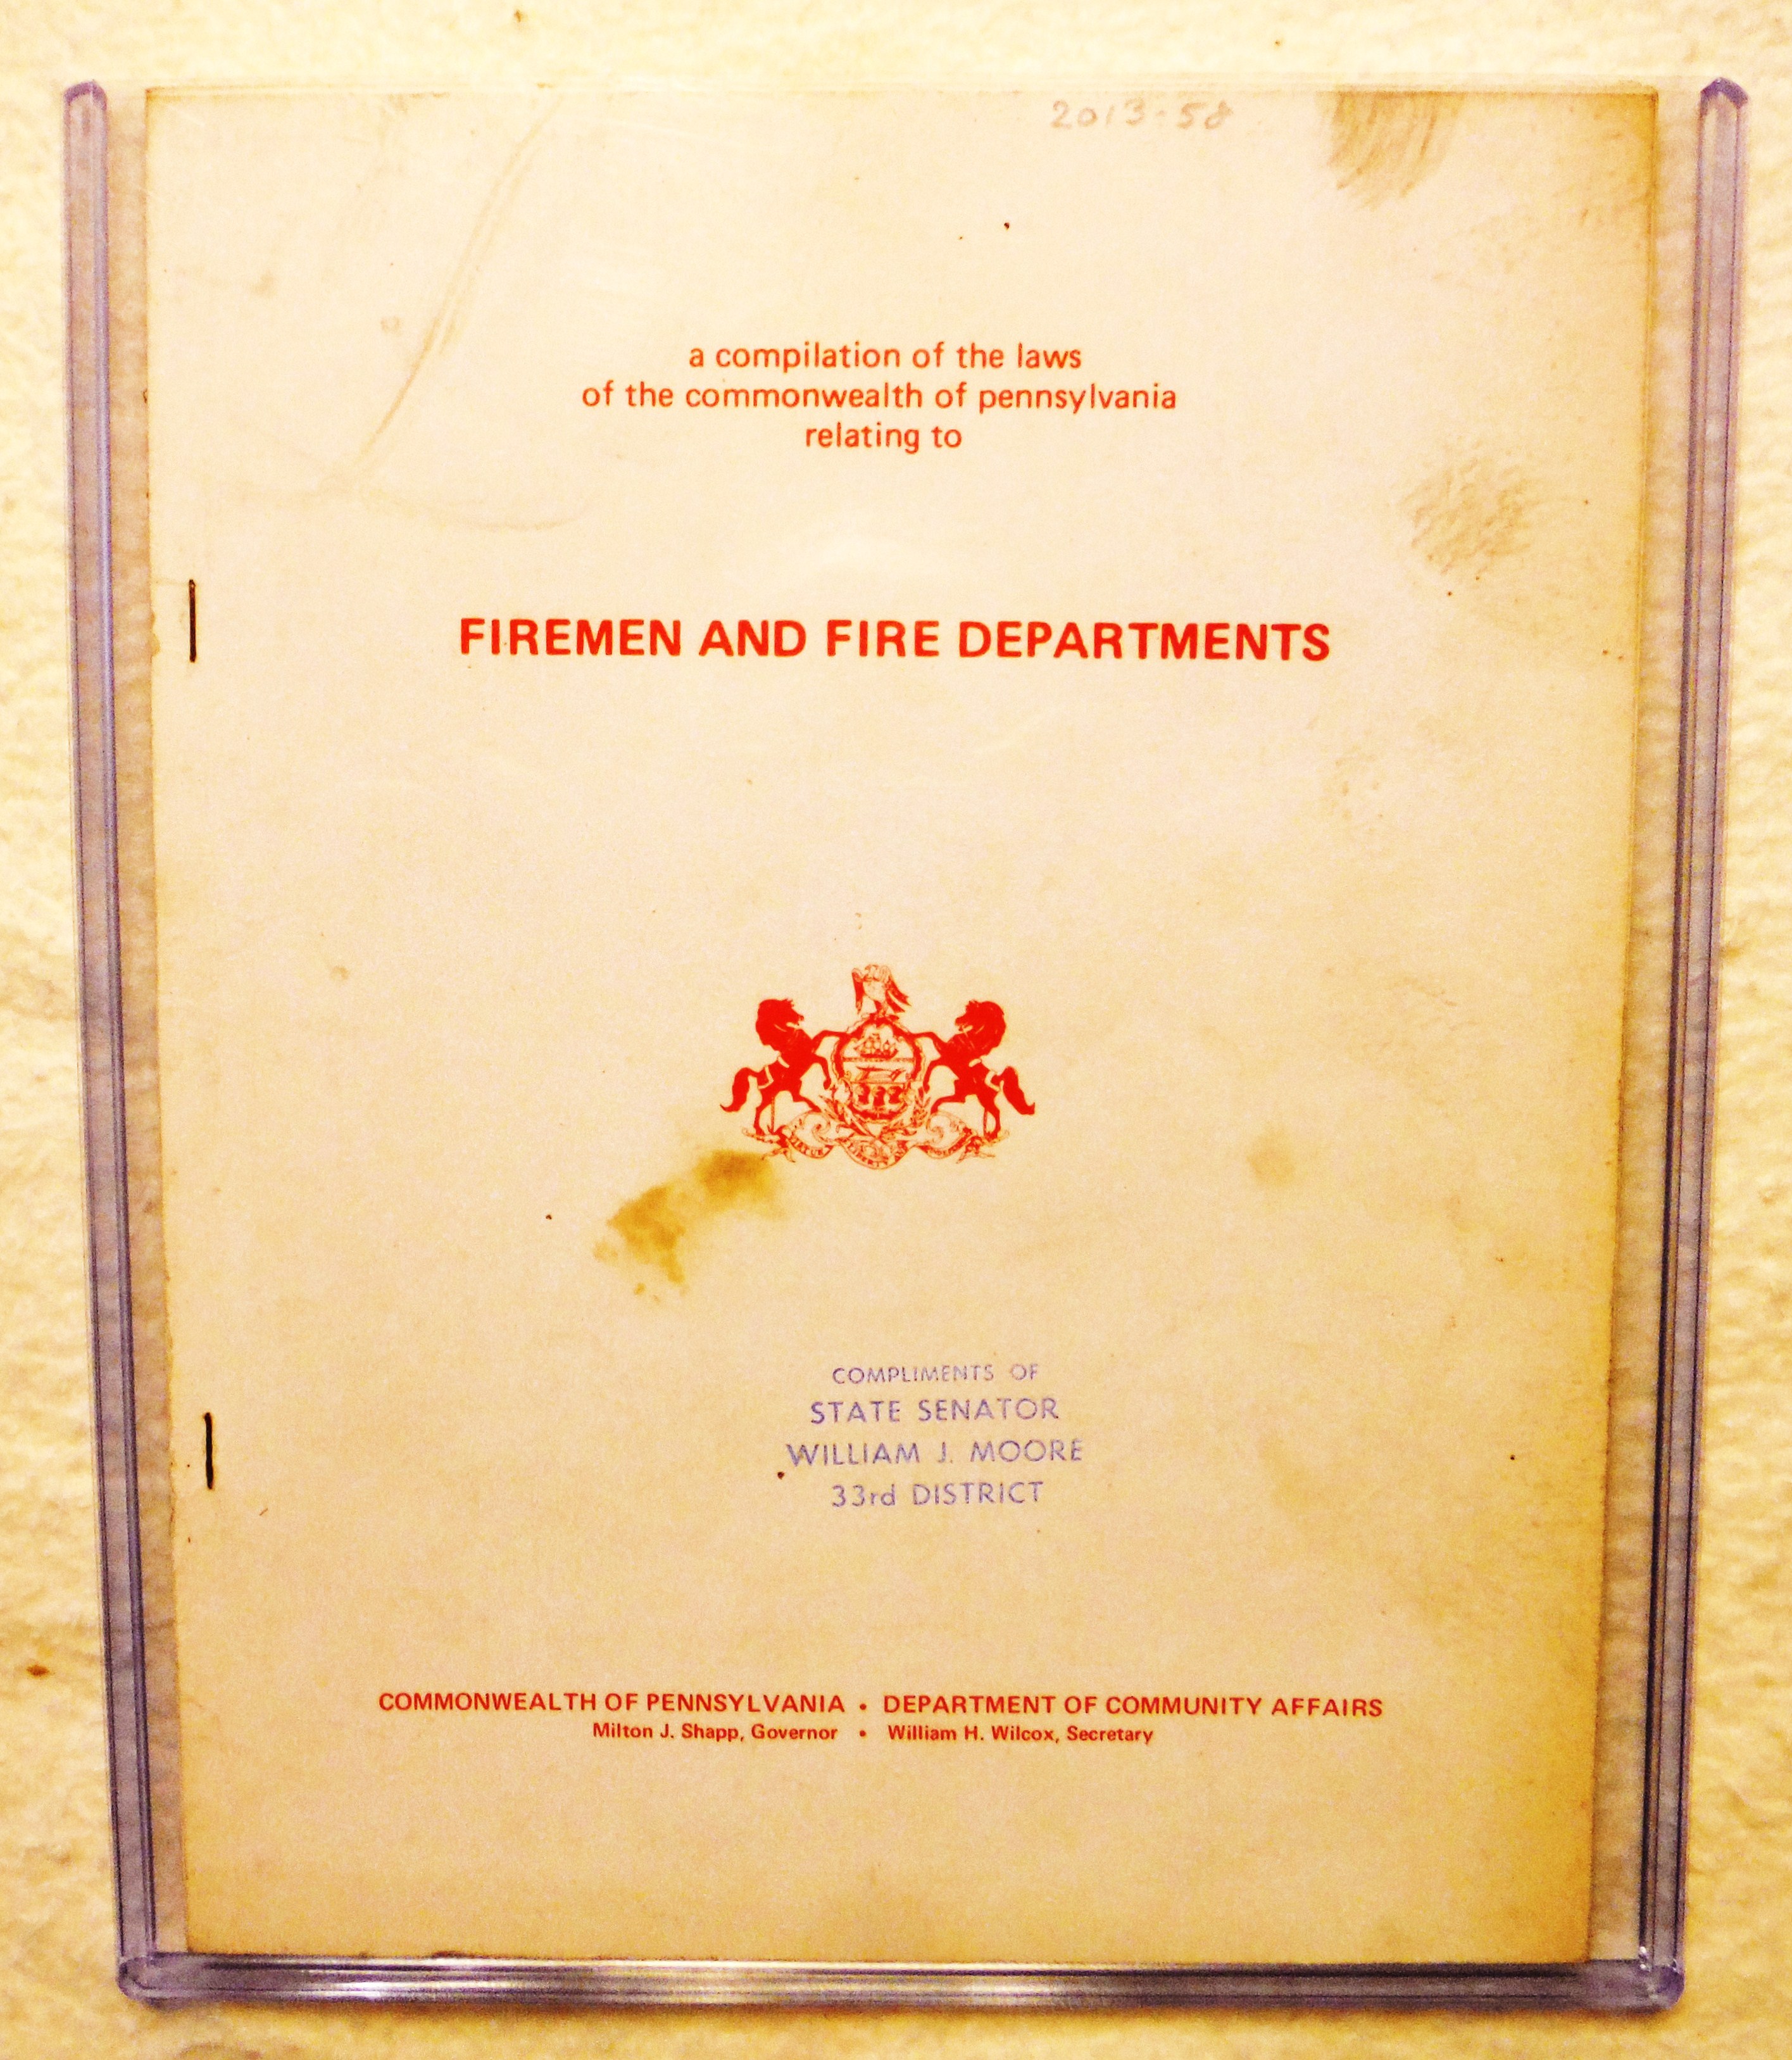 2013-58
a compilation of the laws
of the commonwealth of pennsylvania
relating to
FIREMEN AND FIRE DEPARTMENTS
COMPLIMENTS OF
STATE SENATOR
WILLIAM J. MOORE
33rd DISTRICT
COMMONWEALTH OF PENNSYLVANIA • DEPARTMENT OF COMMUNITY AFFAIRS
Milton J. Shapp, Governor • William H. Wilcox, Secretary